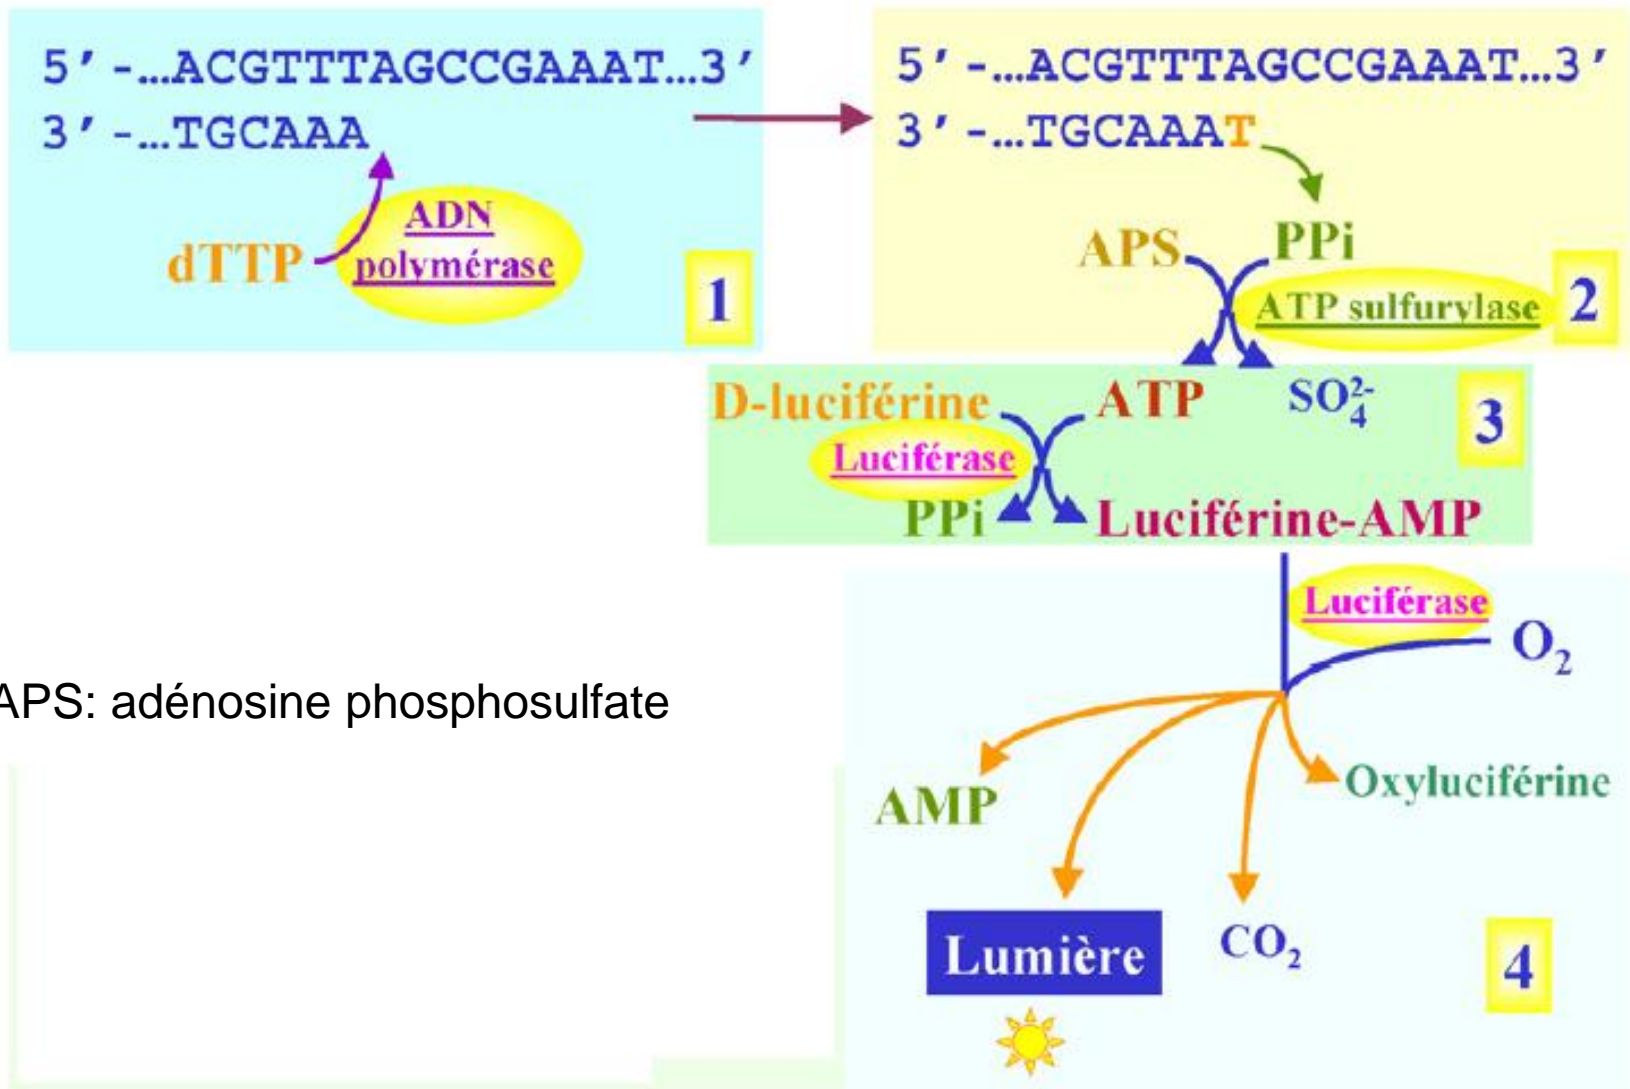 5’-…ACGTTTAGCCGAAAT…3’
3’-…TGCAAA
dTTP
ADN
polymérase
1
5’-…ACGTTTAGCCGAAAT…3’
3’-…TGCAAAT
APS
PPi
ATP sulfurylase
2
D-luciférine
ATP
SO₄²⁻
3
Luciférase
PPi
Luciférine-AMP
Luciférase
O₂
APS: adénosine phosphosulfate
AMP
Oxyluciférine
Lumière
CO₂
4